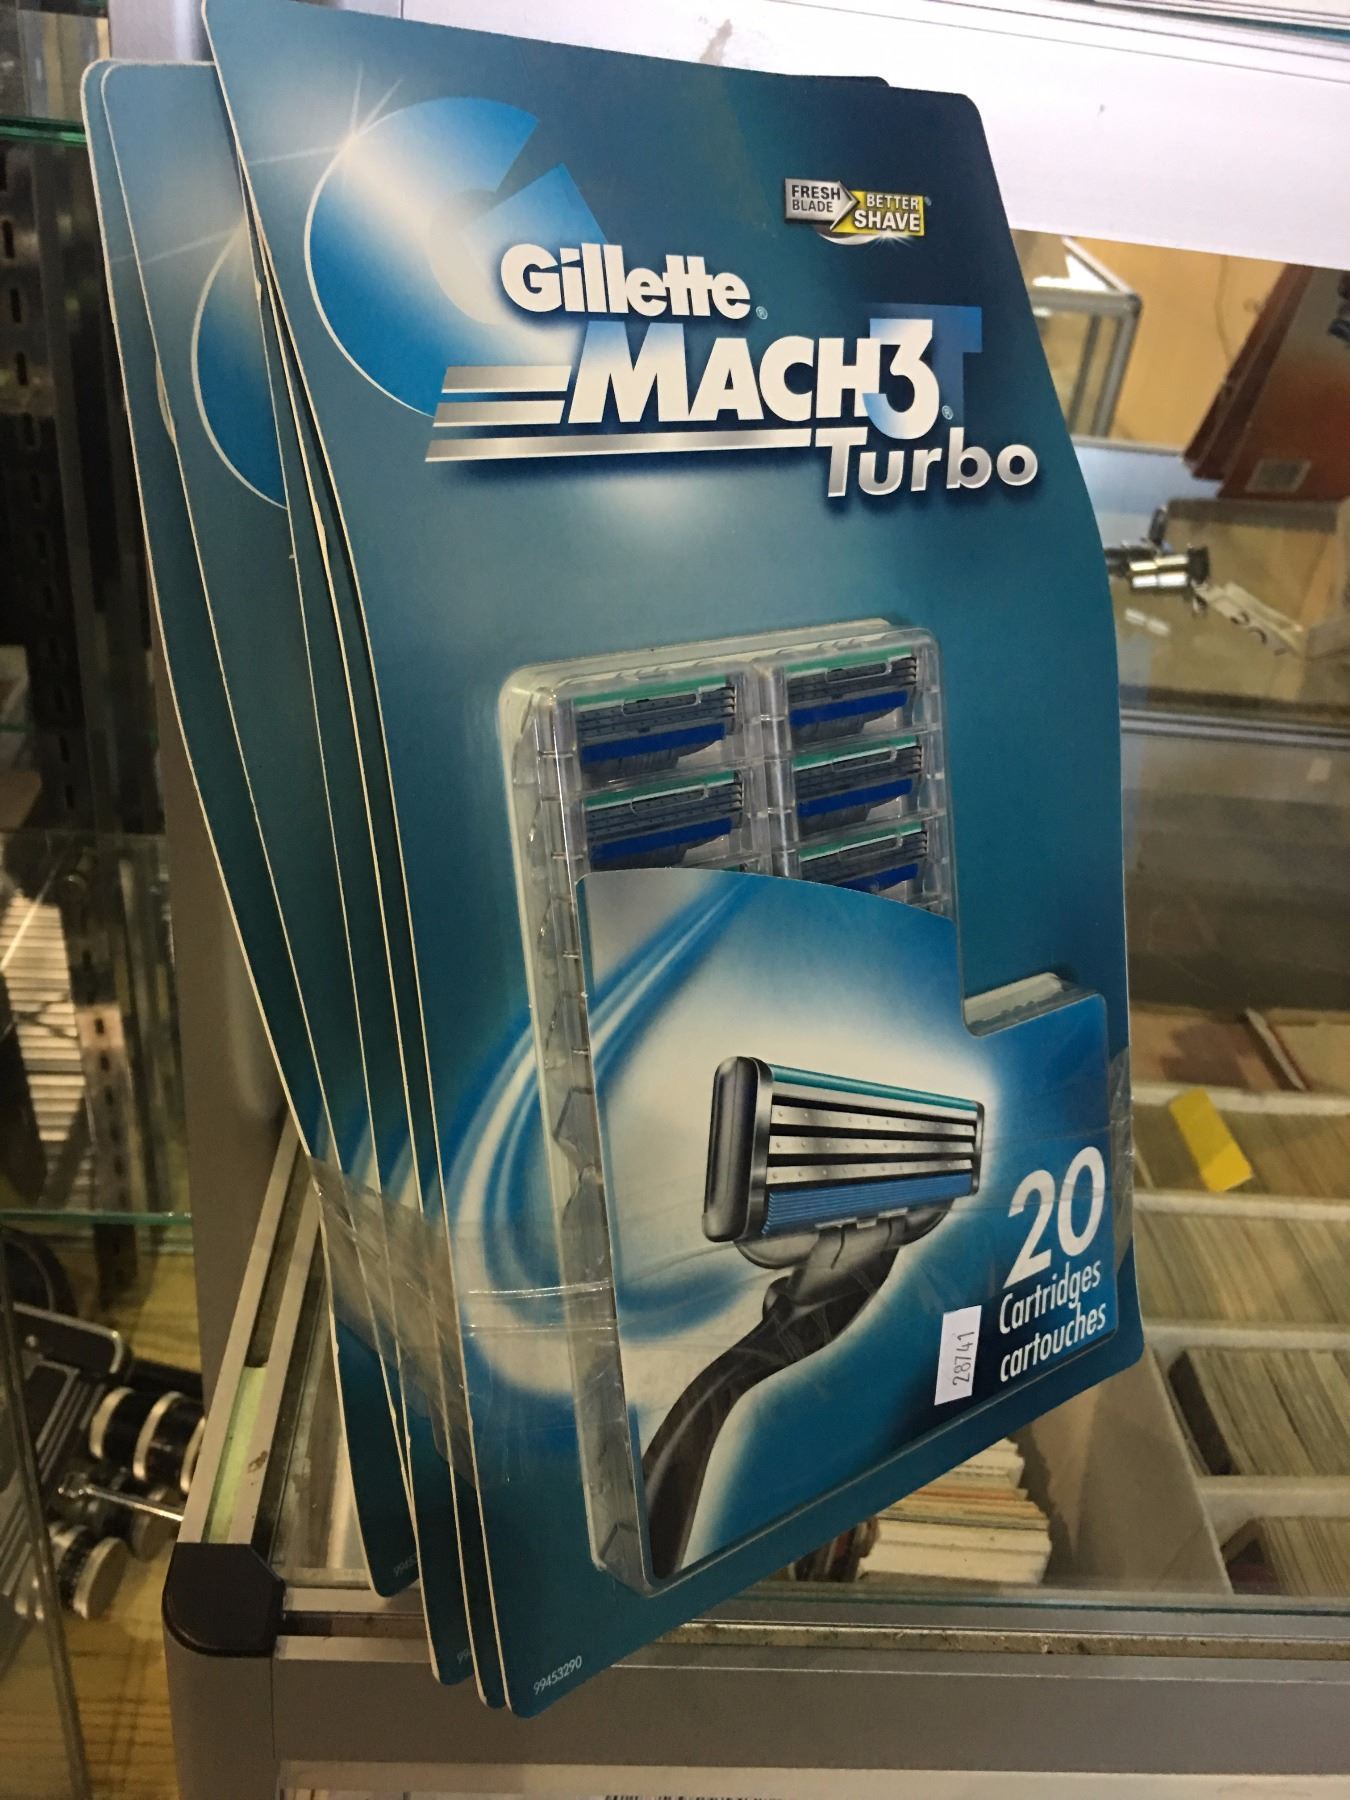 FRESH BLADE
BETTER SHAVE
Gillette®
MACH3®
Turbo
20
Cartridges
cartouches
28741
99453290